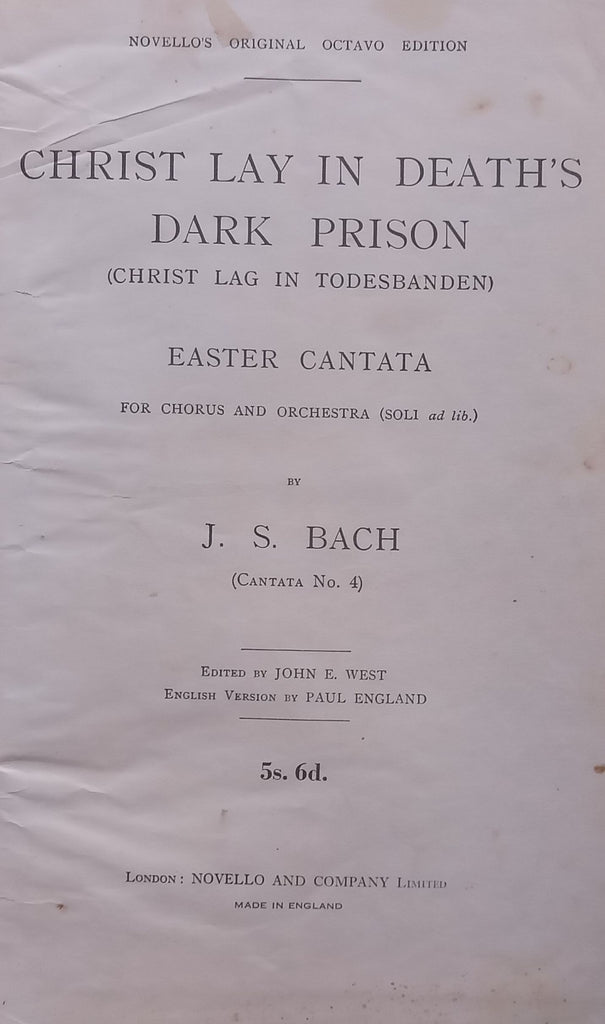 NOVELLO'S ORIGINAL OCTAVO EDITION
CHRIST LAY IN DEATH'S
DARK PRISON
(CHRIST LAG IN TODESBANDEN)
EASTER CANTATA
FOR CHORUS AND ORCHESTRA (SOLI ad lib.)
BY
J. S. BACH
(CANTATA No. 4)
EDITED BY JOHN E. WEST
ENGLISH VERSION BY PAUL ENGLAND
5s. 6d.
LONDON: NOVELLO AND COMPANY LIMITED
MADE IN ENGLAND